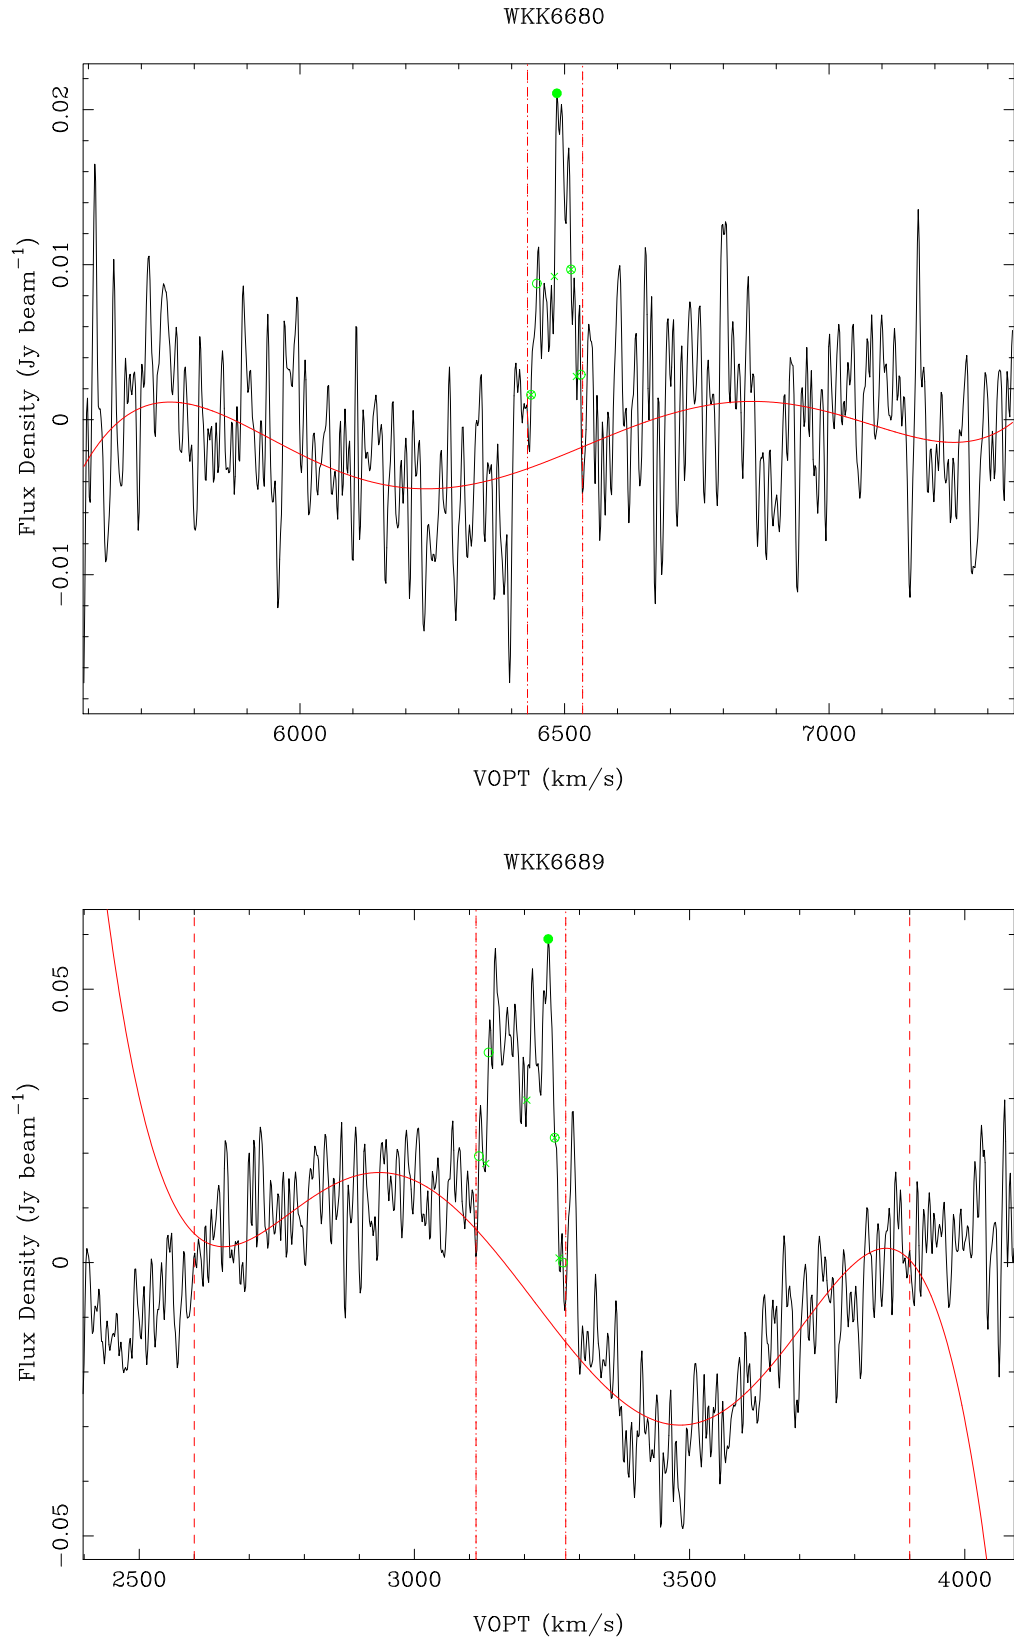 WKK6680
Flux Density (Jy beam⁻¹)
0.02
0.01
0
−0.01
6000 6500 7000
VOPT (km/s)
WKK6689
Flux Density (Jy beam⁻¹)
0.05
0
−0.05
2500 3000 3500 4000
VOPT (km/s)